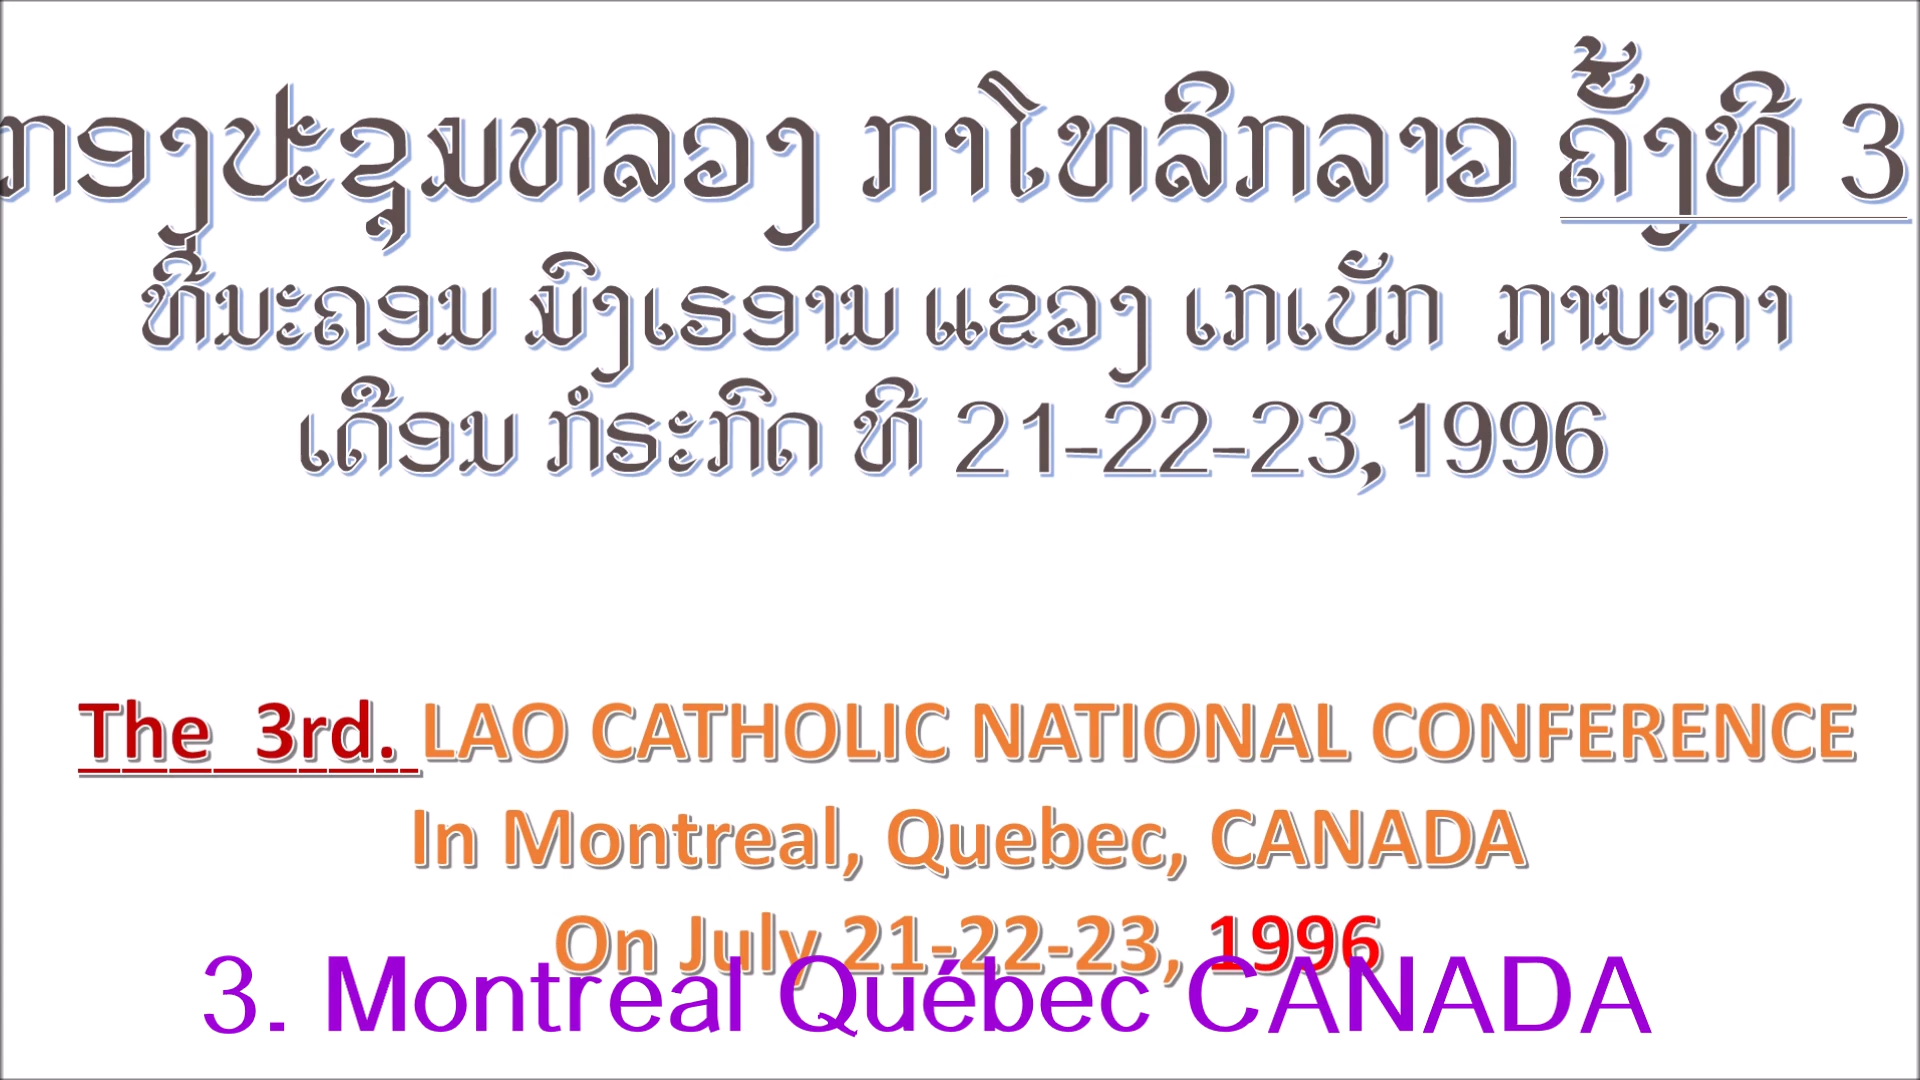 ກອງປະຊຸມຫລວງ ກາໂທລິກລາວ ຄັ້ງທີ 3
ທີ່ນະຄອນ ມົງເຣອານ ແຂວງ ເກເບັກ ການາດາ
ເດືອນ ກໍຣະກົດ ທີ 21-22-23,1996
The 3rd. LAO CATHOLIC NATIONAL CONFERENCE
In Montreal, Quebec, CANADA
On July 21-22-23, 1996
3. Montreal Québec CANADA